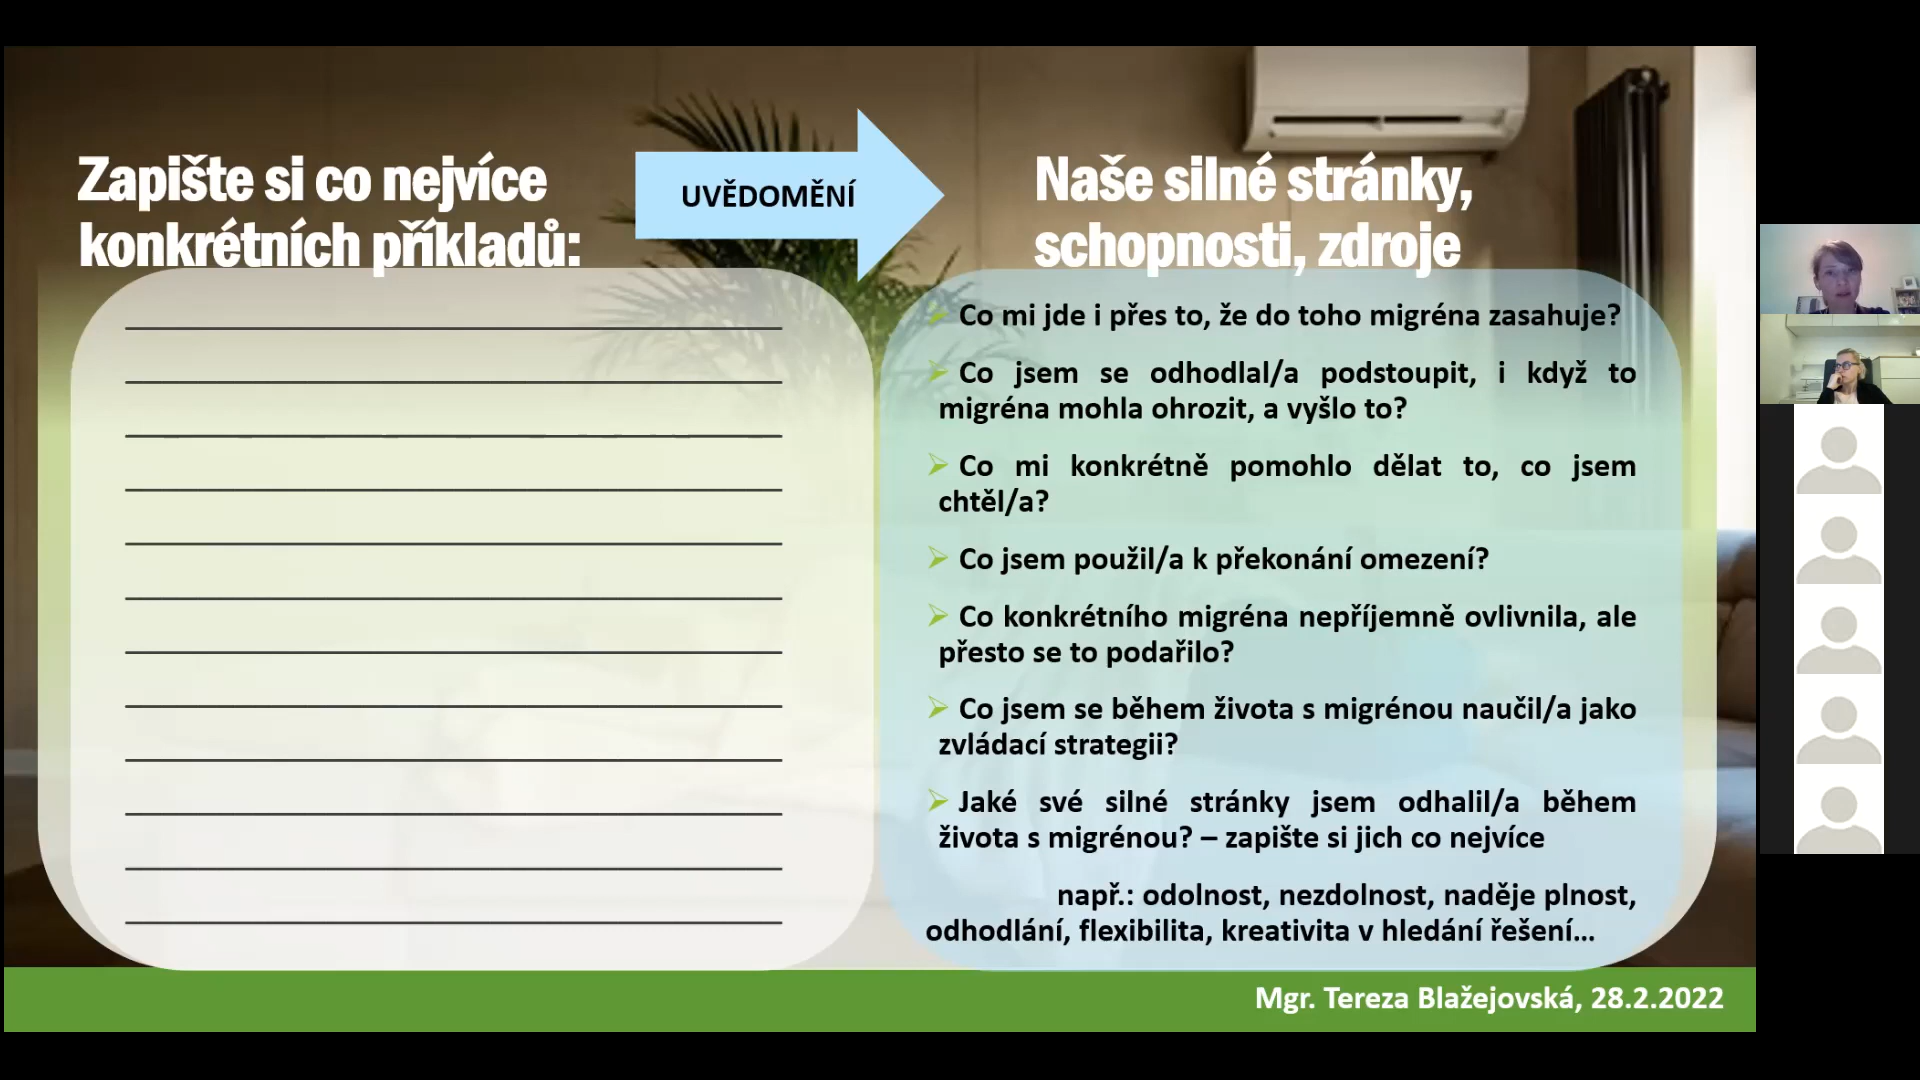 Zapište si co nejvíce
konkrétních příkladů:
UVĚDOMĚNÍ
Naše silné stránky,
schopnosti, zdroje
Co mi jde i přes to, že do toho migréna zasahuje?
Co jsem se odhodlal/a podstoupit, i když to
migréna mohla ohrozit, a vyšlo to?
Co mi konkrétně pomohlo dělat to, co jsem
chtěl/a?
Co jsem použil/a k překonání omezení?
Co konkrétního migréna nepříjemně ovlivnila, ale
přesto se to podařilo?
Co jsem se během života s migrénou naučil/a jako
zvládací strategii?
Jaké své silné stránky jsem odhalil/a během
života s migrénou? – zapište si jich co nejvíce
např.: odolnost, nezdolnost, naděje plnost,
odhodlání, flexibilita, kreativita v hledání řešení...
Mgr. Tereza Blažejovská, 28.2.2022